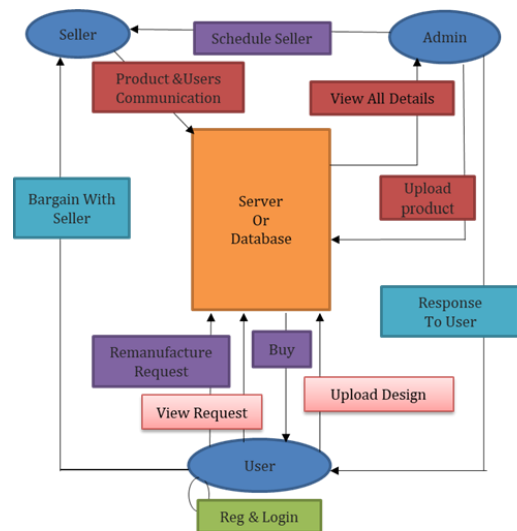 Seller
Schedule Seller
Admin
Product &Users
Communication
View All Details
Bargain With
Seller
Server
Or
Database
Upload
product
Response
To User
Remanufacture
Request
Buy
View Request
Upload Design
User
Reg & Login